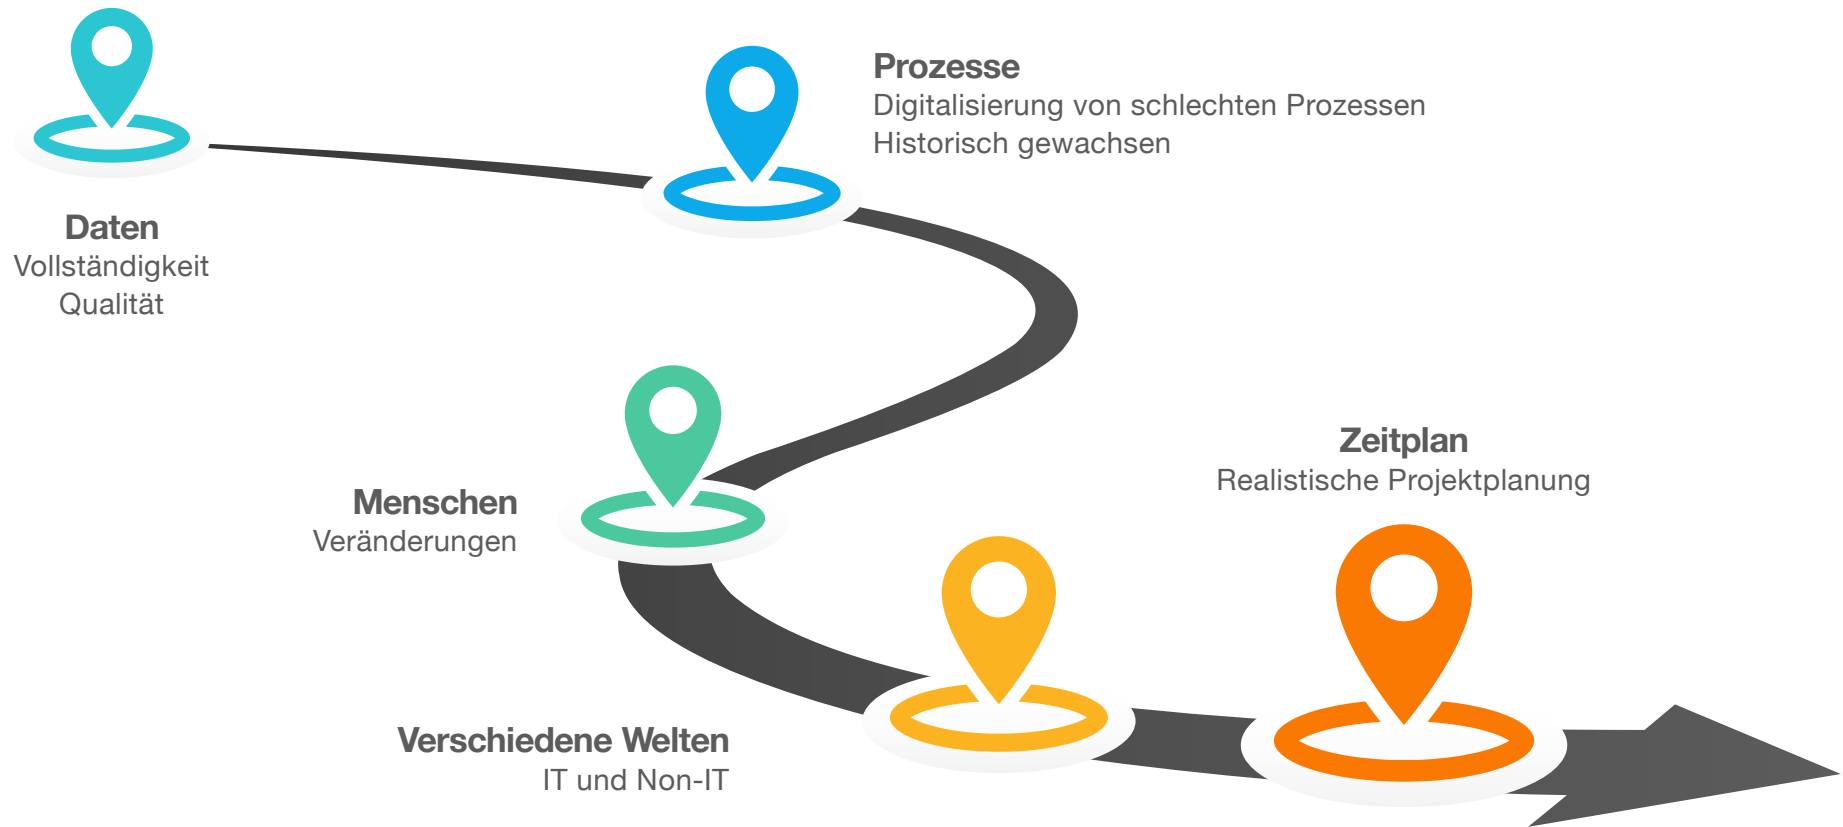 Daten
Vollständigkeit
Qualität
Prozesse
Digitalisierung von schlechten Prozessen
Historisch gewachsen
Menschen
Veränderungen
Verschiedene Welten
IT und Non-IT
Zeitplan
Realistische Projektplanung